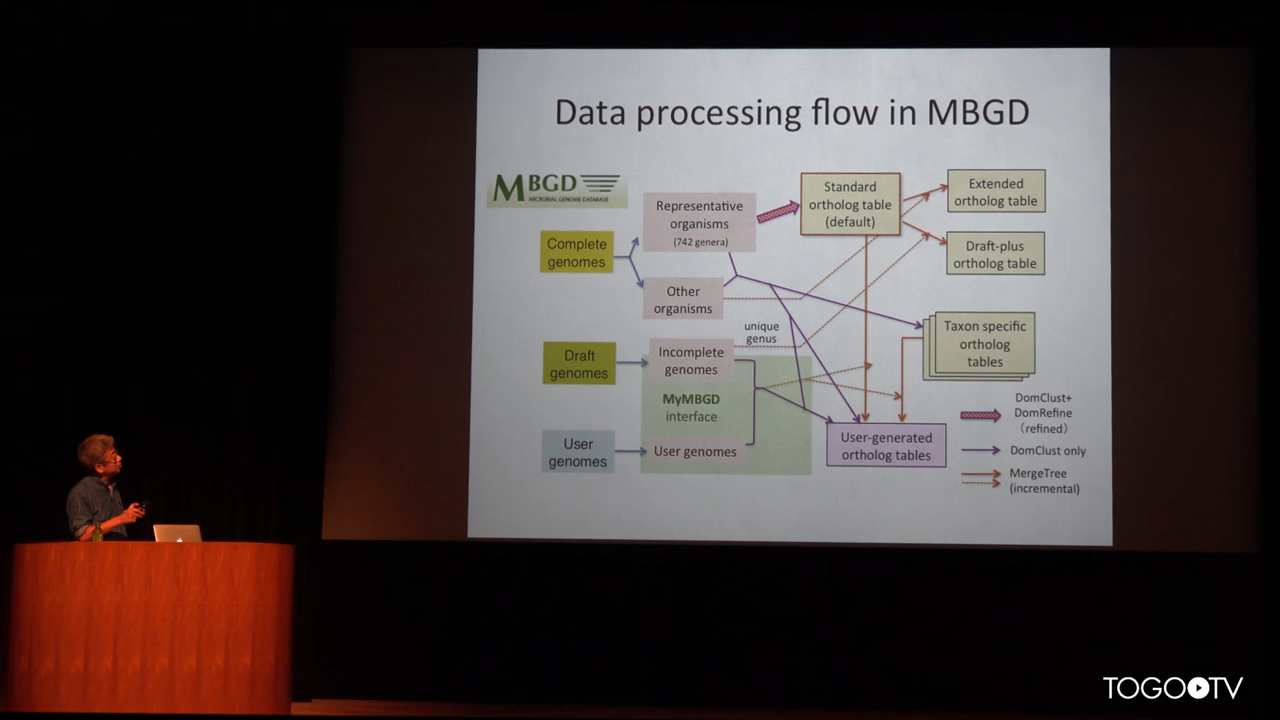 Data processing flow in MBGD
MBGD
MICROBIAL GENOME DATABASE
Representative
organisms
(742 genera)
Standard
ortholog table
(default)
Extended
ortholog table
Complete
genomes
Draft-plus
ortholog table
Other
organisms
unique
genus
Taxon specific
ortholog
tables
Draft
genomes
Incomplete
genomes
MyMBGD
interface
User
genomes
User genomes
User-generated
ortholog tables
DomClust+
DomRefine
(refined)
DomClust only
MergeTree
(incremental)
TOGOTV